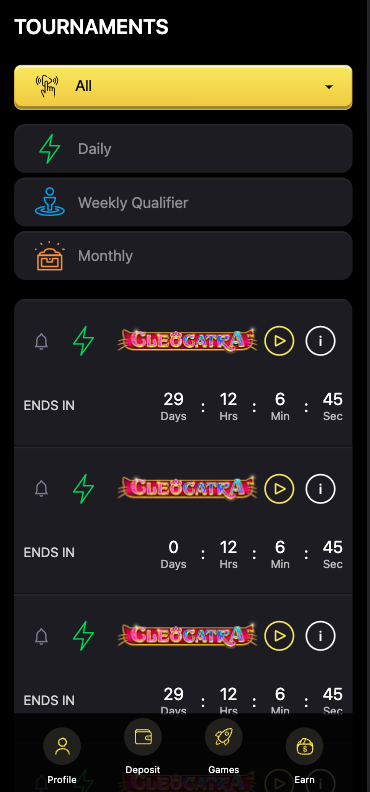 TOURNAMENTS
All
Daily
Weekly Qualifier
Monthly
CLEOCATRA
i
ENDS IN
29 : 12 : 6 : 45
Days Hrs Min Sec
CLEOCATRA
i
ENDS IN
0 : 12 : 6 : 45
Days Hrs Min Sec
CLEOCATRA
i
ENDS IN
29 : 12 : 6 : 45
Days Hrs Min Sec
$
Profile
Deposit
Games
Earn